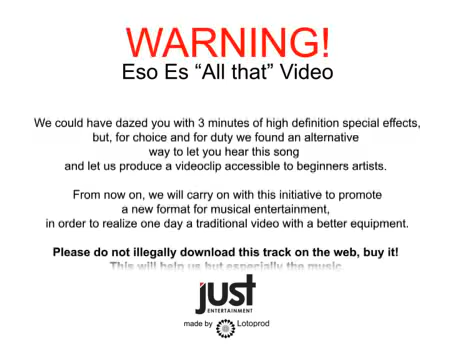 WARNING!
Eso Es “All that” Video
We could have dazed you with 3 minutes of high definition special effects,
but, for choice and for duty we found an alternative
way to let you hear this song
and let us produce a videoclip accessible to beginners artists.
From now on, we will carry on with this initiative to promote
a new format for musical entertainment,
in order to realize one day a traditional video with a better equipment.
Please do not illegally download this track on the web, buy it!
This will help us but especially the music.
just
ENTERTAINMENT
made by Lotoprod